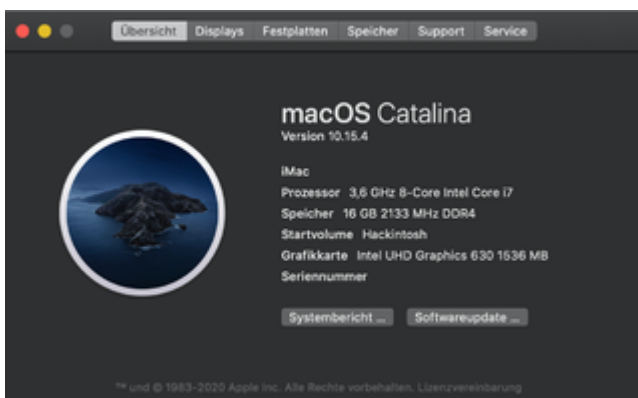 Übersicht Displays Festplatten Speicher Support Service
macOS Catalina
Version 10.15.4
iMac
Prozessor 3,6 GHz 8-Core Intel Core i7
Speicher 16 GB 2133 MHz DDR4
Startvolume Hackintosh
Grafikkarte Intel UHD Graphics 630 1536 MB
Seriennummer
Systembericht ... Softwareupdate ...
™ und © 1983-2020 Apple Inc. Alle Rechte vorbehalten. Lizenzvereinbarung